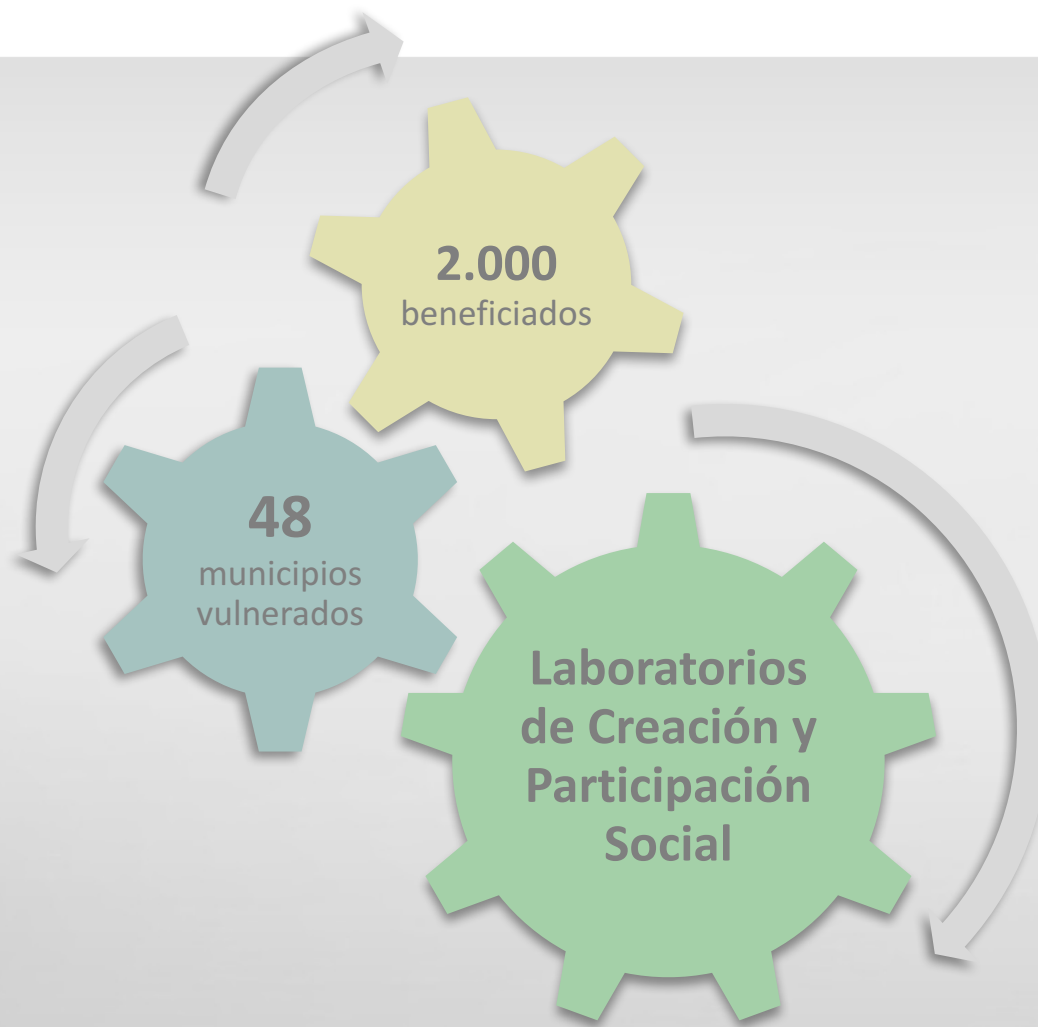 2.000
beneficiados
48
municipios
vulnerados
Laboratorios
de Creación y
Participación
Social